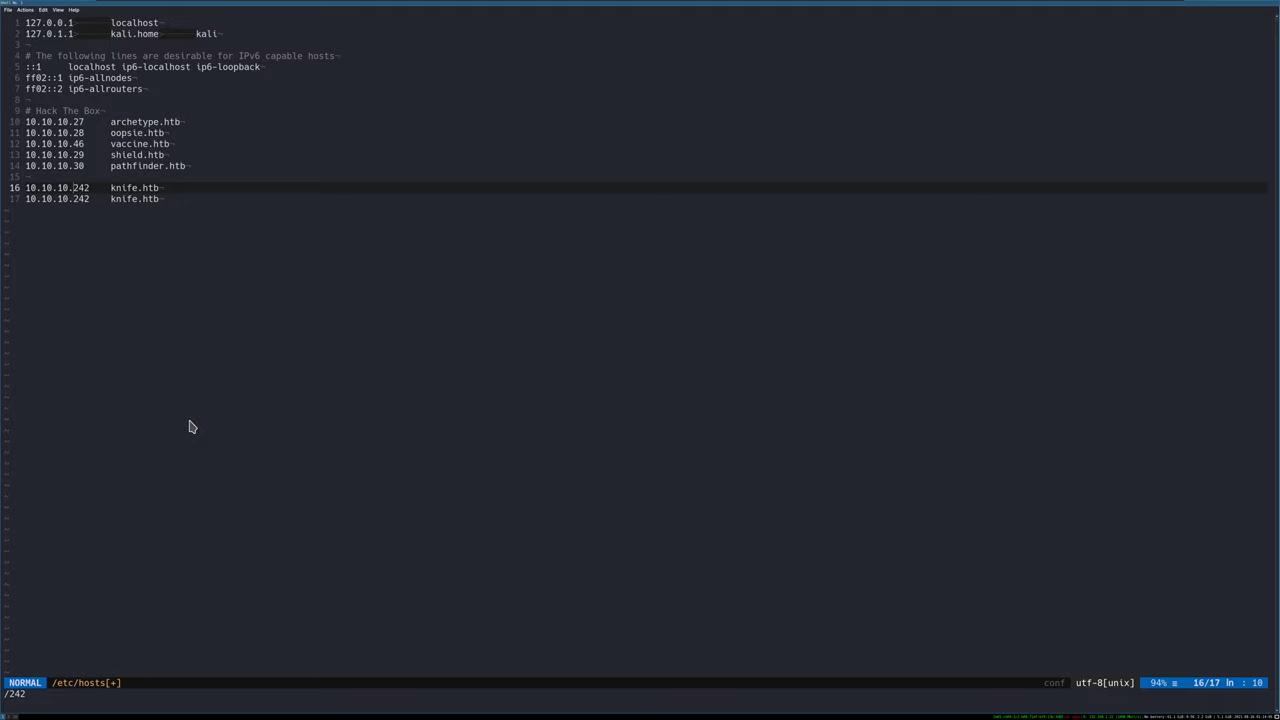 File Actions Edit View Help
1 127.0.0.1 localhost
2 127.0.1.1 kali.home kali
3
4 # The following lines are desirable for IPv6 capable hosts
5 ::1 localhost ip6-localhost ip6-loopback
6 ff02::1 ip6-allnodes
7 ff02::2 ip6-allrouters
8
9 # Hack The Box
10 10.10.10.27 archetype.htb
11 10.10.10.28 oopsie.htb
12 10.10.10.46 vaccine.htb
13 10.10.10.29 shield.htb
14 10.10.10.30 pathfinder.htb
15
16 10.10.10.242 knife.htb
17 10.10.10.242 knife.htb
NORMAL /etc/hosts[+] conf utf-8[unix] 94% ≡ 16/17 ln : 10
/242